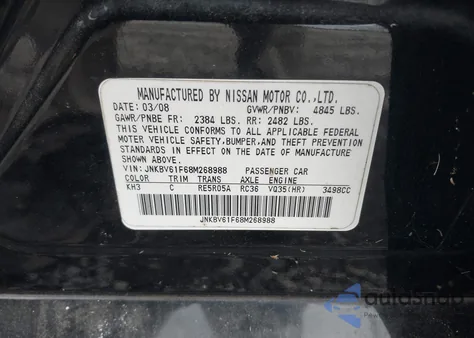 MANUFACTURED BY NISSAN MOTOR CO.,LTD.
DATE: 03/08 GVWR/PNBV: 4845 LBS.
GAWR/PNBE FR: 2384 LBS. RR: 2482 LBS.
THIS VEHICLE CONFORMS TO ALL APPLICABLE FEDERAL
MOTOR VEHICLE SAFETY,BUMPER,AND THEFT PREVENTION
STANDARDS IN EFFECT ON THE DATE OF MANUFACTURE
SHOWN ABOVE.
VIN: JNKBV61F68M268988 PASSENGER CAR
COLOR TRIM TRANS AXLE ENGINE
KH3 C RE5R05A RC36 VQ35(HR) 3498CC
JNKBV61F68M268988
autosnap